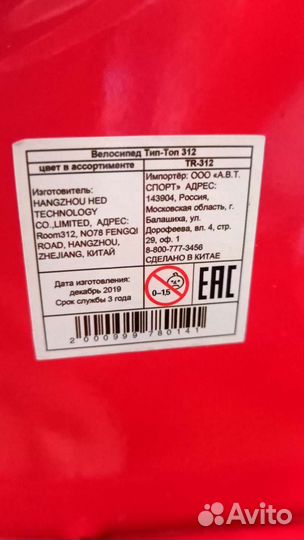 Велосипед Тип-Топ 312
цвет в ассортименте
TR-312
Изготовитель:
HANGZHOU HED
TECHNOLOGY
CO.,LIMITED, АДРЕС:
Room312, NO78 FENGQI
ROAD, HANGZHOU,
ZHEJIANG, КИТАЙ
Импортёр: ООО «А.В.Т.
СПОРТ» АДРЕС:
143904, Россия,
Московская область, г.
Балашиха, ул.
Дорофеева, вл. 4, стр.
29, оф. 1
8-800-777-3456
СДЕЛАНО В КИТАЕ
Дата изготовления:
декабрь 2019
Срок службы 3 года
0–1,5
EAC
2 000999 780141
Avito